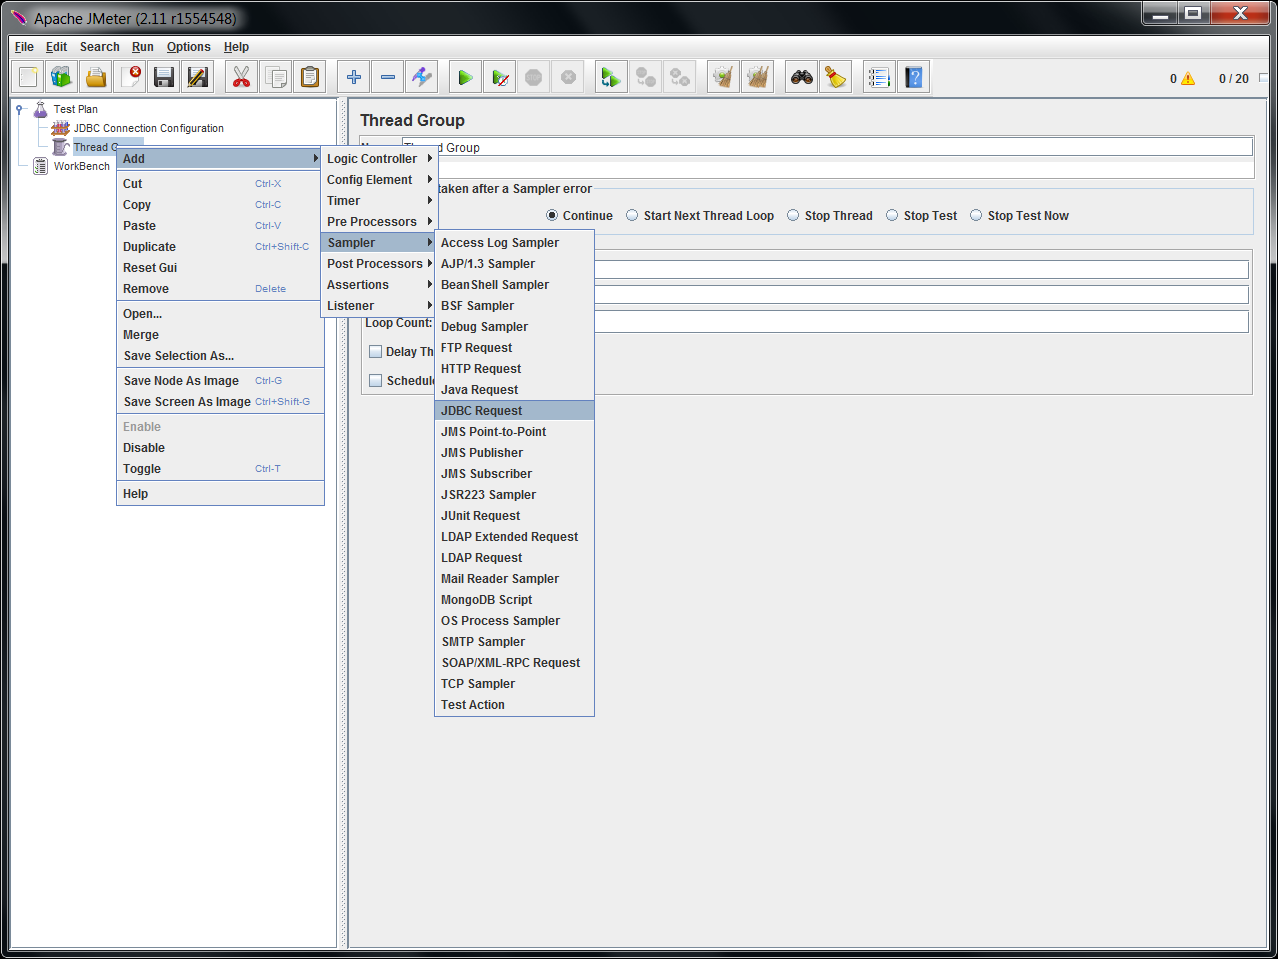 Apache JMeter (2.11 r1554548)
File Edit Search Run Options Help
0 0 / 20
Test Plan
JDBC Connection Configuration
Thread G
WorkBench
Add
Cut Ctrl-X
Copy Ctrl-C
Paste Ctrl-V
Duplicate Ctrl+Shift-C
Reset Gui
Remove Delete
Open...
Merge
Save Selection As...
Save Node As Image Ctrl-G
Save Screen As Image Ctrl+Shift-G
Enable
Disable
Toggle Ctrl-T
Help
Logic Controller
Config Element
Timer
Pre Processors
Sampler
Post Processors
Assertions
Listener
Access Log Sampler
AJP/1.3 Sampler
BeanShell Sampler
BSF Sampler
Debug Sampler
FTP Request
HTTP Request
Java Request
JDBC Request
JMS Point-to-Point
JMS Publisher
JMS Subscriber
JSR223 Sampler
JUnit Request
LDAP Extended Request
LDAP Request
Mail Reader Sampler
MongoDB Script
OS Process Sampler
SMTP Sampler
SOAP/XML-RPC Request
TCP Sampler
Test Action
Thread Group
Group
taken after a Sampler error
Continue Start Next Thread Loop Stop Thread Stop Test Stop Test Now
Loop Count:
Delay Th
Schedul